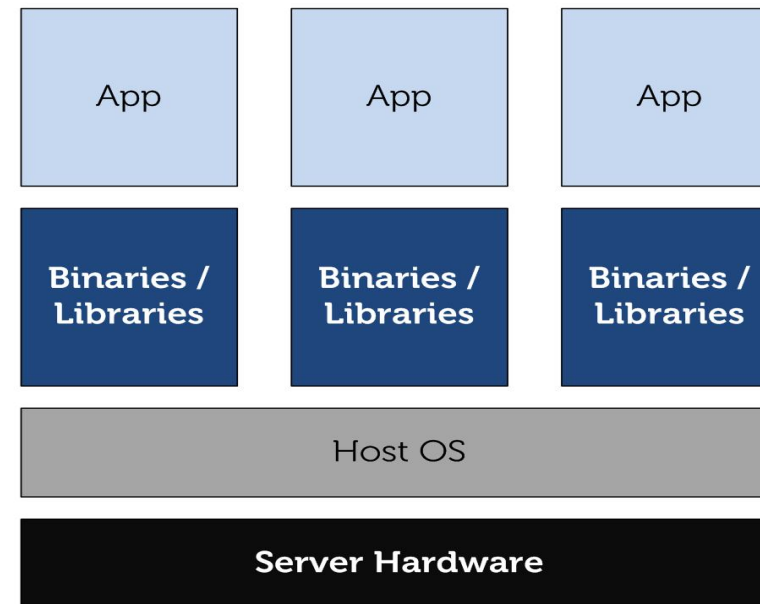 App
App
App
Binaries /
Libraries
Binaries /
Libraries
Binaries /
Libraries
Host OS
Server Hardware